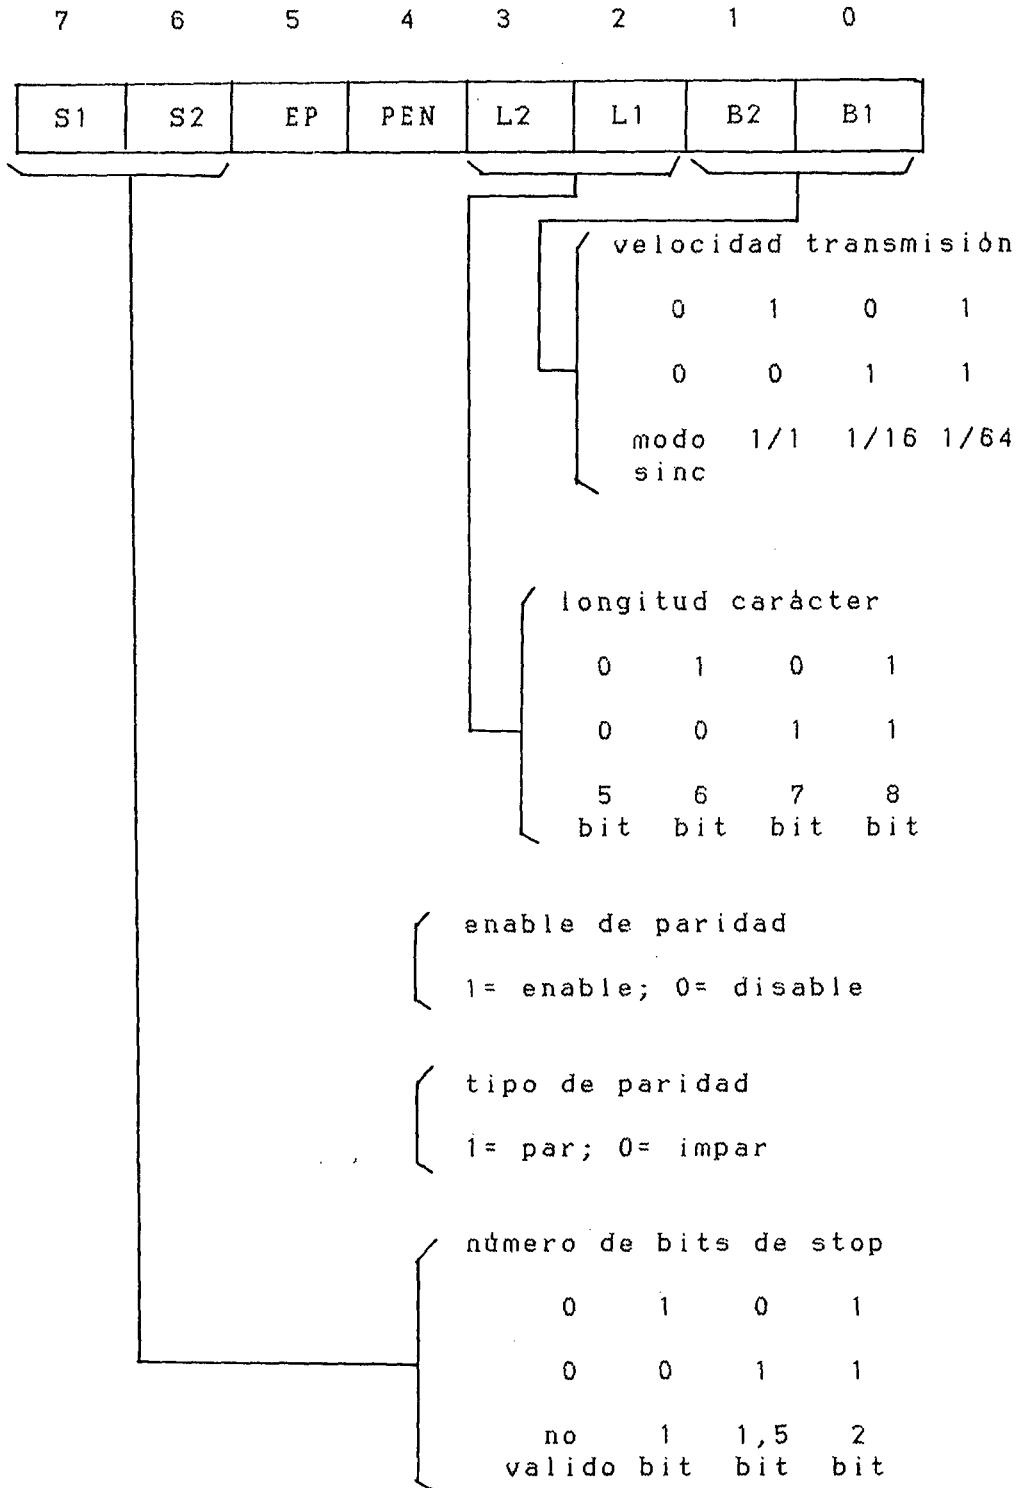 7 6 5 4 3 2 1 0
S1 S2 EP PEN L2 L1 B2 B1
velocidad transmisión
0 1 0 1
0 0 1 1
modo 1/1 1/16 1/64
sinc
longitud carácter
0 1 0 1
0 0 1 1
5 6 7 8
bit bit bit bit
enable de paridad
1= enable; 0= disable
tipo de paridad
1= par; 0= impar
número de bits de stop
0 1 0 1
0 0 1 1
no 1 1,5 2
valido bit bit bit